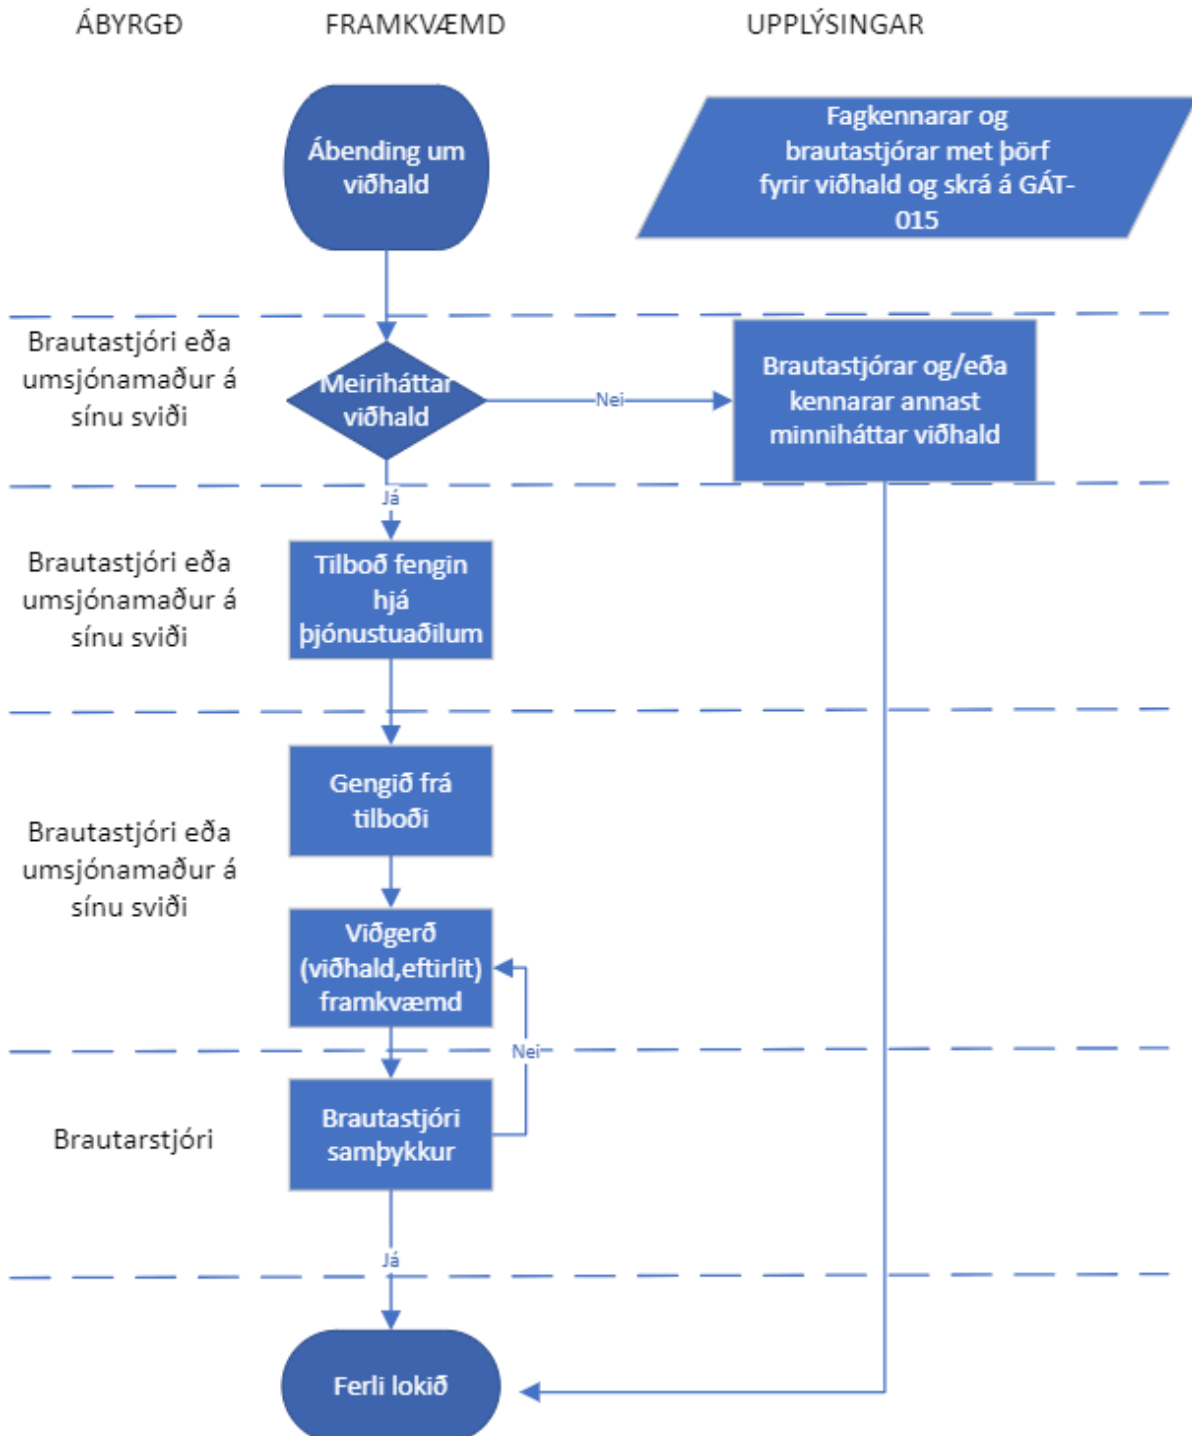 ÁBYRGÐ
FRAMKVÆMD
UPPLÝSINGAR
Ábending um
viðhald
Fagkennarar og
brautastjórar met þörf
fyrir viðhald og skrá á GÁT-
015
Brautastjóri eða
umsjónamaður á
sínu sviði
Meiriháttar
viðhald
Nei
Brautastjórar og/eða
kennarar annast
minniháttar viðhald
Já
Brautastjóri eða
umsjónamaður á
sínu sviði
Tilboð fengin
hjá
þjónustuaðilum
Brautastjóri eða
umsjónamaður á
sínu sviði
Gengið frá
tilboði
Viðgerð
(viðhald,eftirlit)
framkvæmd
Nei
Brautarstjóri
Brautastjóri
samþykkur
Já
Ferli lokið